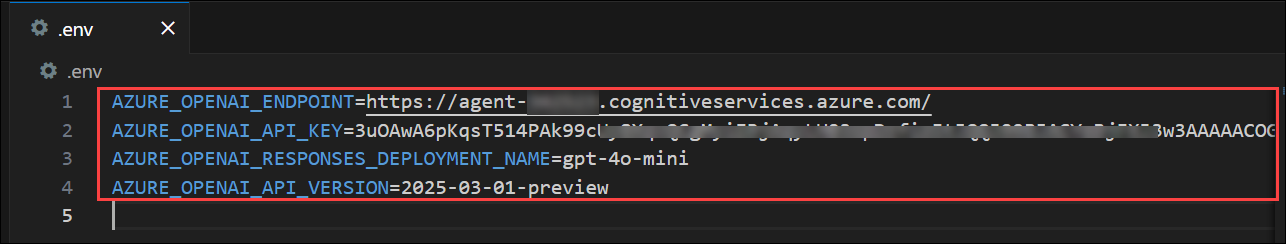 .env
.env
1 AZURE_OPENAI_ENDPOINT=https://agent- .cognitiveservices.azure.com/
2 AZURE_OPENAI_API_KEY=
3 AZURE_OPENAI_RESPONSES_DEPLOYMENT_NAME=gpt-4o-mini
4 AZURE_OPENAI_API_VERSION=2025-03-01-preview
5